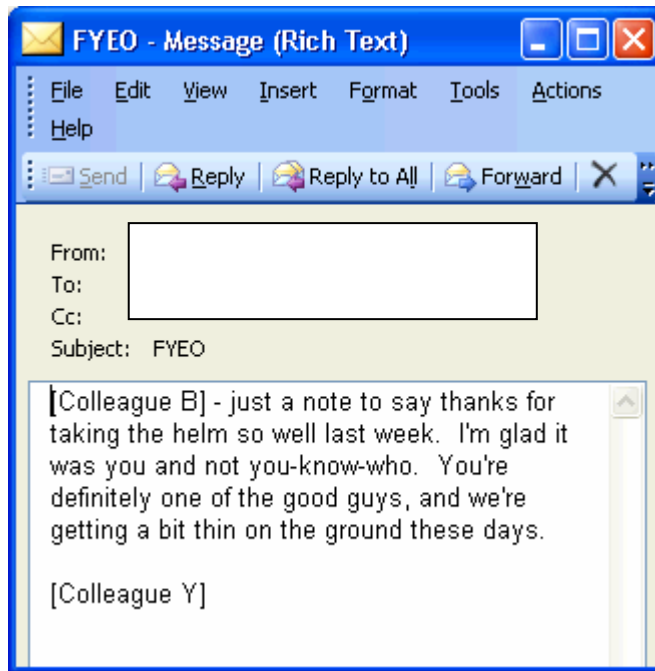 FYEO - Message (Rich Text)
File Edit View Insert Format Tools Actions
Help
Send Reply Reply to All Forward
From:
To:
Cc:
Subject: FYEO
[Colleague B] - just a note to say thanks for
taking the helm so well last week. I'm glad it
was you and not you-know-who. You're
definitely one of the good guys, and we're
getting a bit thin on the ground these days.
[Colleague Y]